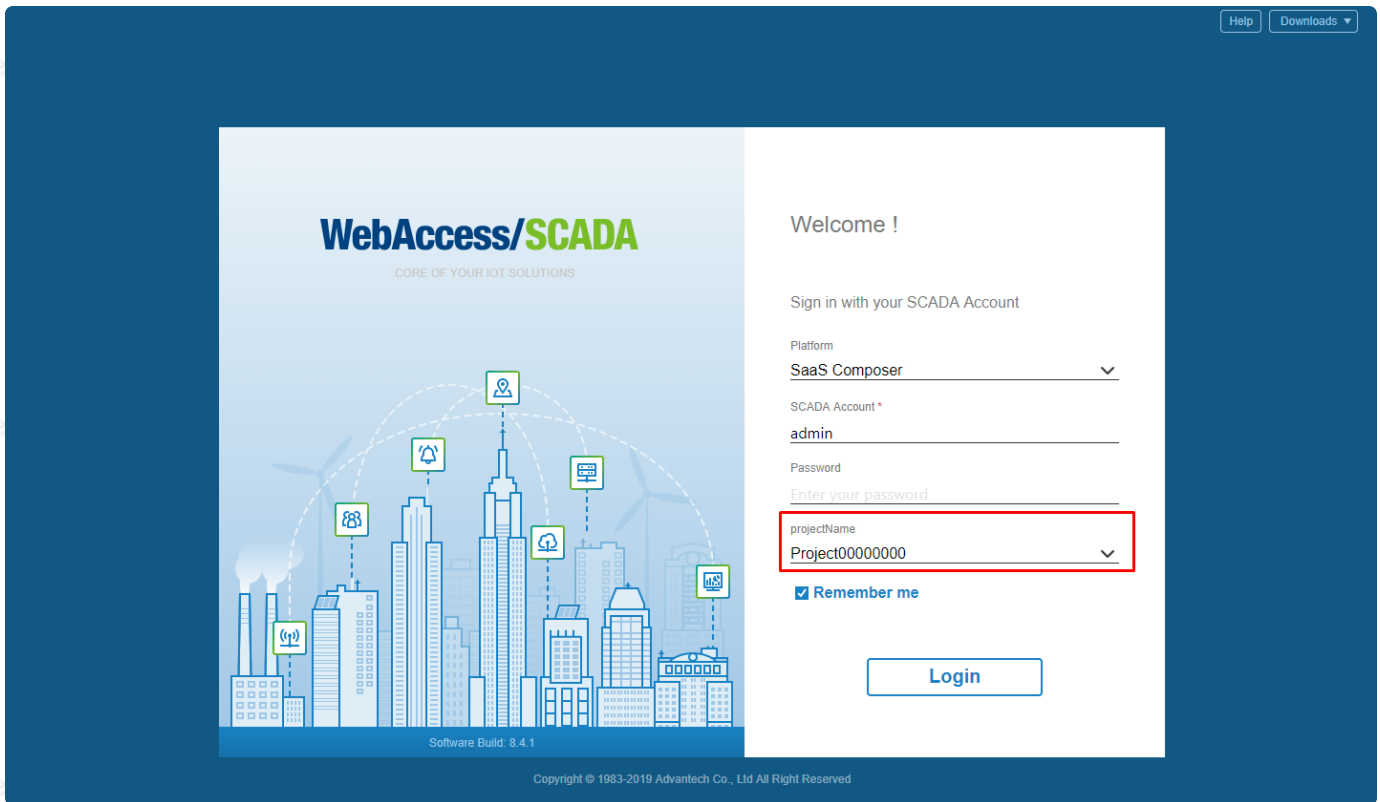 Help
Downloads ▼
WebAccess/SCADA
CORE OF YOUR IOT SOLUTIONS
Software Build: 8.4.1
Welcome !
Sign in with your SCADA Account
Platform
SaaS Composer
SCADA Account *
admin
Password
Enter your password
projectName
Project00000000
Remember me
Login
Copyright © 1983-2019 Advantech Co., Ltd All Right Reserved